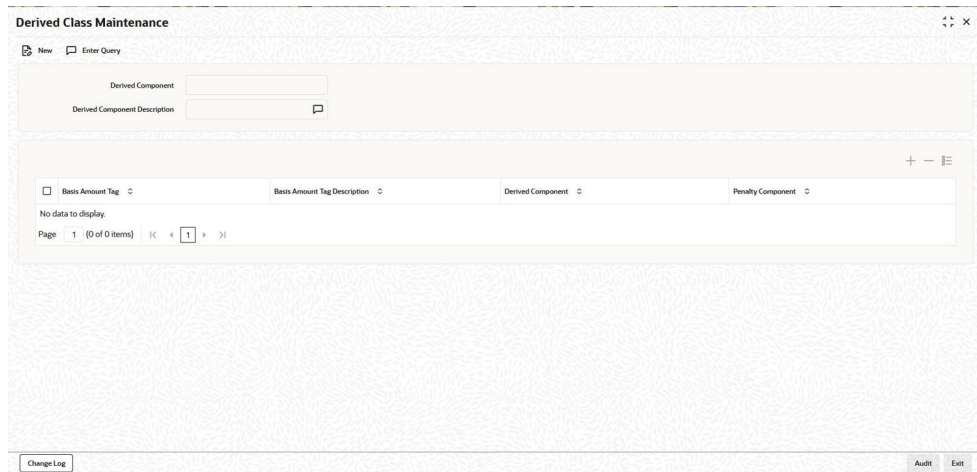 Derived Class Maintenance
New Enter Query
Derived Component
Derived Component Description
Basis Amount Tag Basis Amount Tag Description Derived Component Penalty Component
No data to display.
Page 1 (0 of 0 items) 1
Change Log Audit Exit